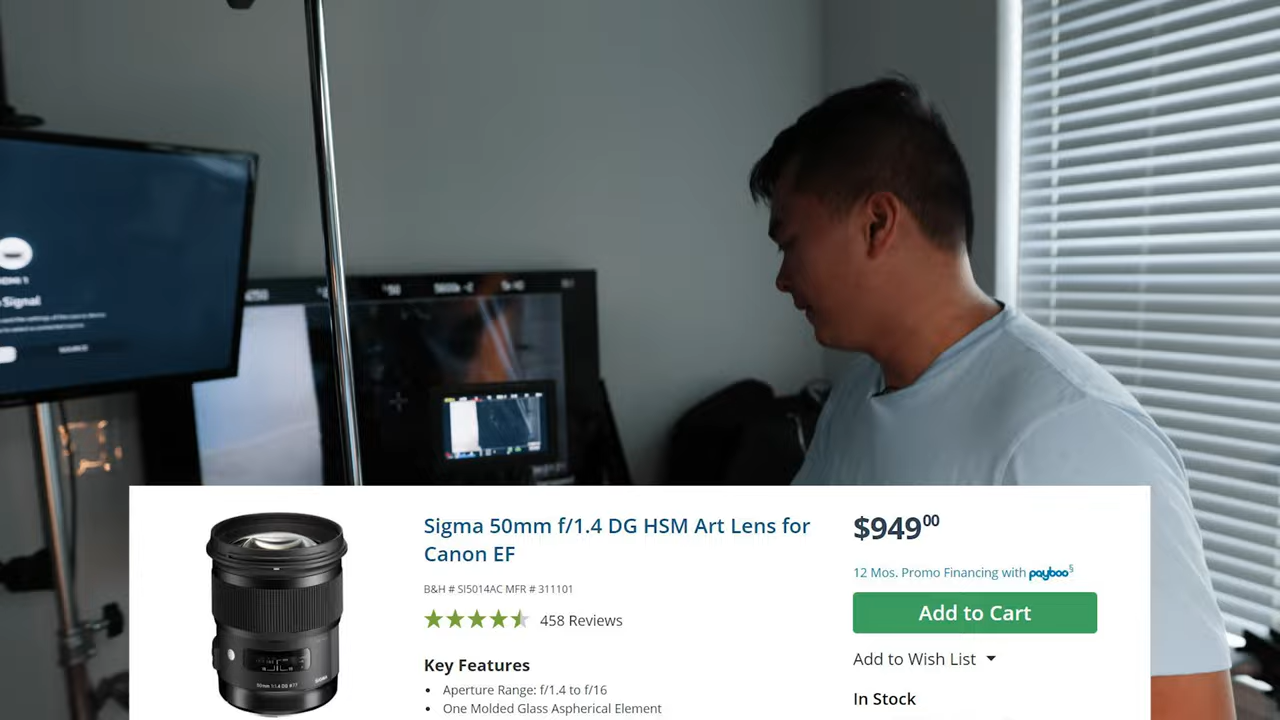 Signal
Sigma 50mm f/1.4 DG HSM Art Lens for
Canon EF
B&H # SI5014AC MFR # 311101
458 Reviews
Key Features
• Aperture Range: f/1.4 to f/16
• One Molded Glass Aspherical Element
$949 00
12 Mos. Promo Financing with payboo§
Add to Cart
Add to Wish List
In Stock